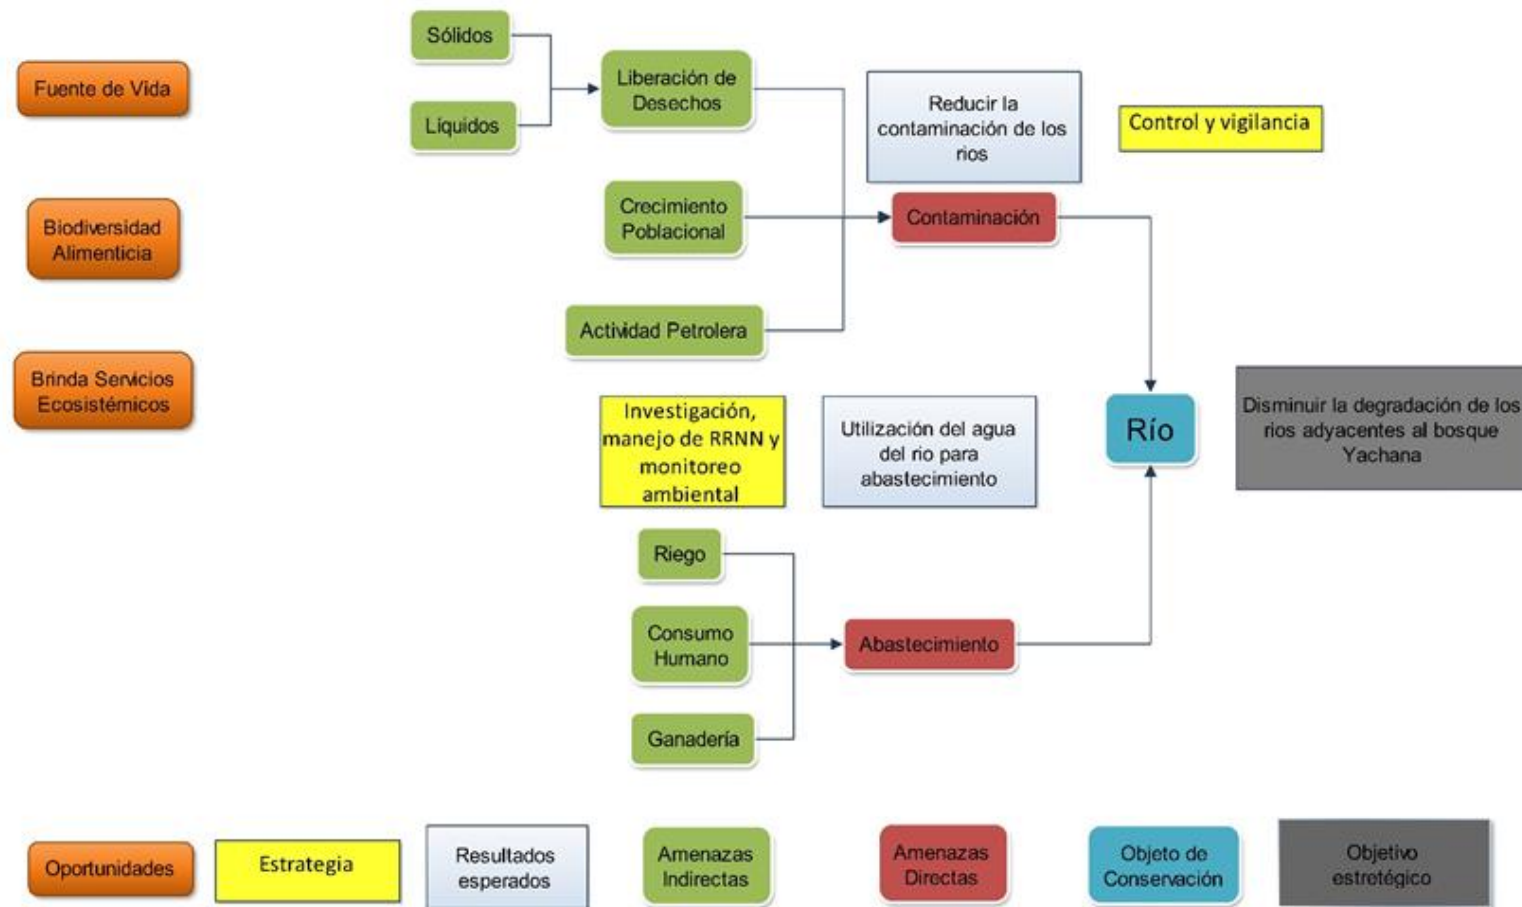 Sólidos
Líquidos
Liberación de
Desechos
Fuente de Vida
Reducir la
contaminación de los
rios
Control y vigilancia
Biodiversidad
Alimenticia
Crecimiento
Poblacional
Contaminación
Actividad Petrolera
Brinda Servicios
Ecosistémicos
Investigación,
manejo de RRNN y
monitoreo
ambiental
Utilización del agua
del rio para
abastecimiento
Río
Disminuir la degradación de los
rios adyacentes al bosque
Yachana
Riego
Consumo
Humano
Abastecimiento
Ganadería
Oportunidades
Estrategia
Resultados
esperados
Amenazas
Indirectas
Amenazas
Directas
Objeto de
Conservación
Objetivo
estretégico